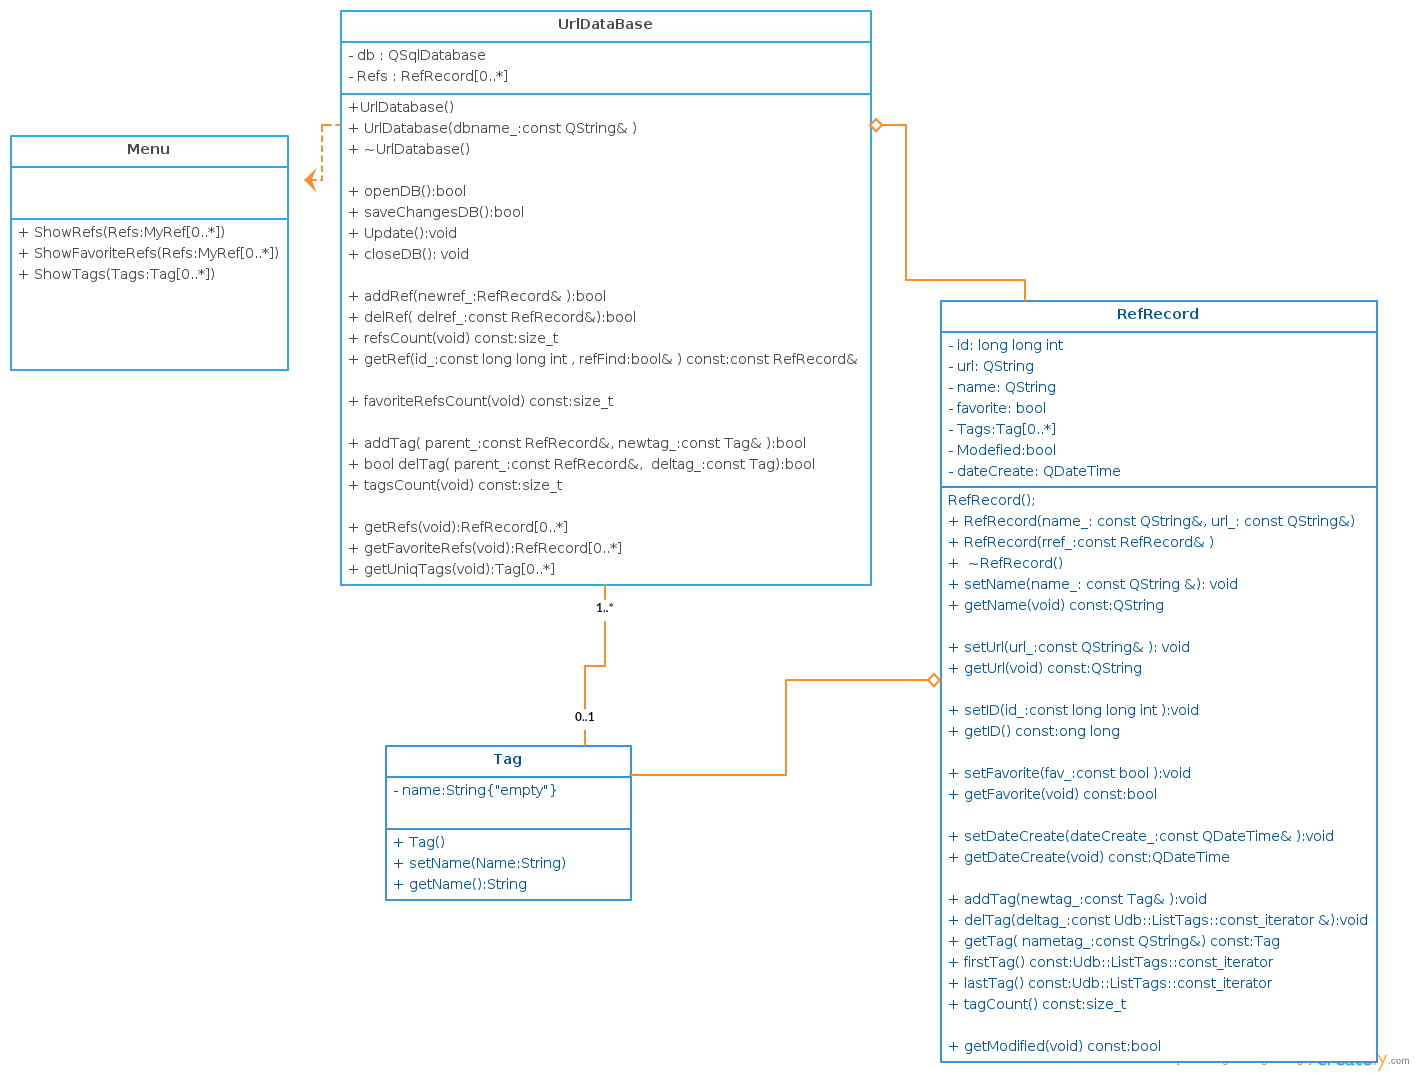 UrlDataBase
- db : QSqlDatabase
- Refs : RefRecord[0..*]
+UrlDatabase()
+ UrlDatabase(dbname_:const QString& )
+ ~UrlDatabase()
+ openDB():bool
+ saveChangesDB():bool
+ Update():void
+ closeDB(): void
+ addRef(newref_:RefRecord& ):bool
+ delRef( delref_:const RefRecord&):bool
+ refsCount(void) const:size_t
+ getRef(id_:const long long int , refFind:bool& ) const:const RefRecord&
+ favoriteRefsCount(void) const:size_t
+ addTag( parent_:const RefRecord&, newtag_:const Tag& ):bool
+ bool delTag( parent_:const RefRecord&,  deltag_:const Tag):bool
+ tagsCount(void) const:size_t
+ getRefs(void):RefRecord[0..*]
+ getFavoriteRefs(void):RefRecord[0..*]
+ getUniqTags(void):Tag[0..*]
Menu
+ ShowRefs(Refs:MyRef[0..*])
+ ShowFavoriteRefs(Refs:MyRef[0..*])
+ ShowTags(Tags:Tag[0..*])
RefRecord
- id: long long int
- url: QString
- name: QString
- favorite: bool
- Tags:Tag[0..*]
- Modefied:bool
- dateCreate: QDateTime
RefRecord();
+ RefRecord(name_: const QString&, url_: const QString&)
+ RefRecord(rref_:const RefRecord& )
+  ~RefRecord()
+ setName(name_: const QString &): void
+ getName(void) const:QString
+ setUrl(url_:const QString& ): void
+ getUrl(void) const:QString
+ setID(id_:const long long int ):void
+ getID() const:ong long
+ setFavorite(fav_:const bool ):void
+ getFavorite(void) const:bool
+ setDateCreate(dateCreate_:const QDateTime& ):void
+ getDateCreate(void) const:QDateTime
+ addTag(newtag_:const Tag& ):void
+ delTag(deltag_:const Udb::ListTags::const_iterator &):void
+ getTag( nametag_:const QString&) const:Tag
+ firstTag() const:Udb::ListTags::const_iterator
+ lastTag() const:Udb::ListTags::const_iterator
+ tagCount() const:size_t
+ getModified(void) const:bool
1..*
0..1
Tag
- name:String{"empty"}
+ Tag()
+ setName(Name:String)
+ getName():String
.com